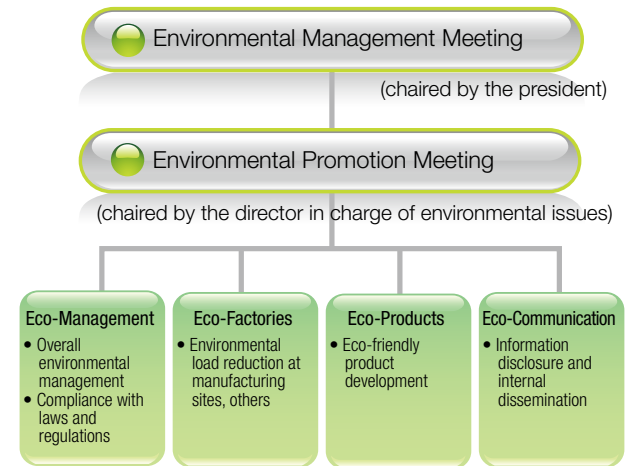 Environmental Management Meeting
(chaired by the president)
Environmental Promotion Meeting
(chaired by the director in charge of environmental issues)
Eco-Management
• Overall
environmental
management
• Compliance with
laws and
regulations
Eco-Factories
• Environmental
load reduction at
manufacturing
sites, others
Eco-Products
• Eco-friendly
product
development
Eco-Communication
• Information
disclosure and
internal
dissemination